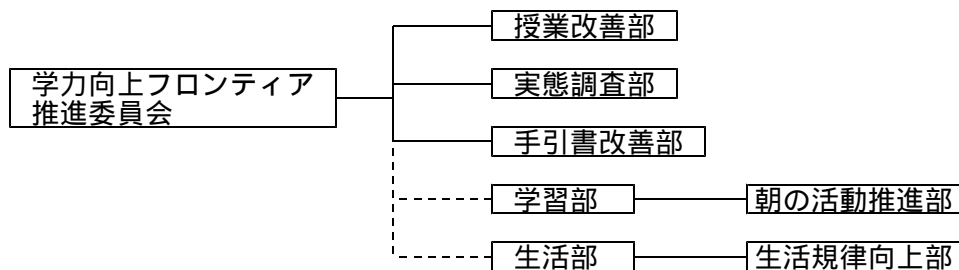 授業改善部
学力向上フロンティア
推進委員会
実態調査部
手引書改善部
学習部
朝の活動推進部
生活部
生活規律向上部